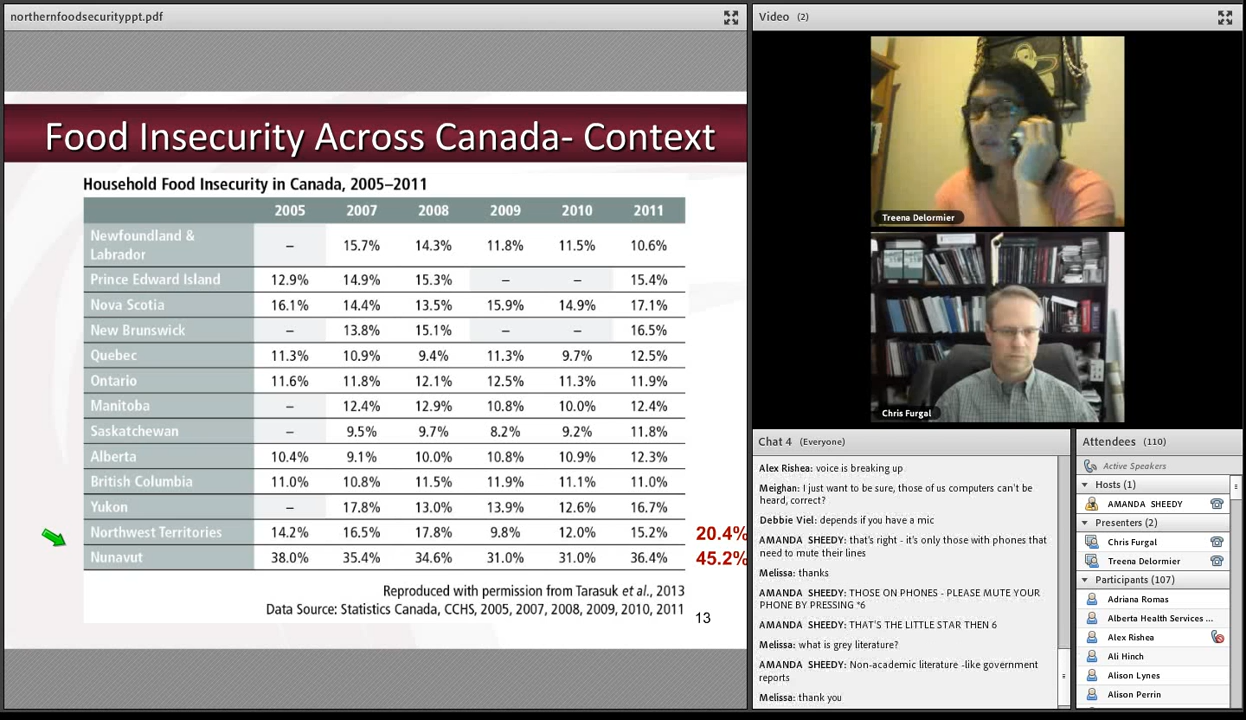 northernfoodsecurityppt.pdf
Food Insecurity Across Canada- Context
Household Food Insecurity in Canada, 2005–2011
2005 2007 2008 2009 2010 2011
Newfoundland &
Labrador – 15.7% 14.3% 11.8% 11.5% 10.6%
Prince Edward Island 12.9% 14.9% 15.3% – – 15.4%
Nova Scotia 16.1% 14.4% 13.5% 15.9% 14.9% 17.1%
New Brunswick – 13.8% 15.1% – – 16.5%
Quebec 11.3% 10.9% 9.4% 11.3% 9.7% 12.5%
Ontario 11.6% 11.8% 12.1% 12.5% 11.3% 11.9%
Manitoba – 12.4% 12.9% 10.8% 10.0% 12.4%
Saskatchewan – 9.5% 9.7% 8.2% 9.2% 11.8%
Alberta 10.4% 9.1% 10.0% 10.8% 10.9% 12.3%
British Columbia 11.0% 10.8% 11.5% 11.9% 11.1% 11.0%
Yukon – 17.8% 13.0% 13.9% 12.6% 16.7%
Northwest Territories 14.2% 16.5% 17.8% 9.8% 12.0% 15.2% 20.4%
Nunavut 38.0% 35.4% 34.6% 31.0% 31.0% 36.4% 45.2%
Reproduced with permission from Tarasuk et al., 2013
Data Source: Statistics Canada, CCHS, 2005, 2007, 2008, 2009, 2010, 2011
13
Video (2)
Treena Delormier
Chris Furgal
Chat 4 (Everyone)
Alex Rishea: voice is breaking up
Meighan: I just want to be sure, those of us computers can't be
heard, correct?
Debbie Viel: depends if you have a mic
AMANDA SHEEDY: that's right - it's only those with phones that
need to mute their lines
Melissa: thanks
AMANDA SHEEDY: THOSE ON PHONES - PLEASE MUTE YOUR
PHONE BY PRESSING *6
AMANDA SHEEDY: THAT'S THE LITTLE STAR THEN 6
Melissa: what is grey literature?
AMANDA SHEEDY: Non-academic literature -like government
reports
Melissa: thank you
Attendees (110)
Active Speakers
Hosts (1)
AMANDA SHEEDY
Presenters (2)
Chris Furgal
Treena Delormier
Participants (107)
Adriana Romas
Alberta Health Services ...
Alex Rishea
Ali Hinch
Alison Lynes
Alison Perrin